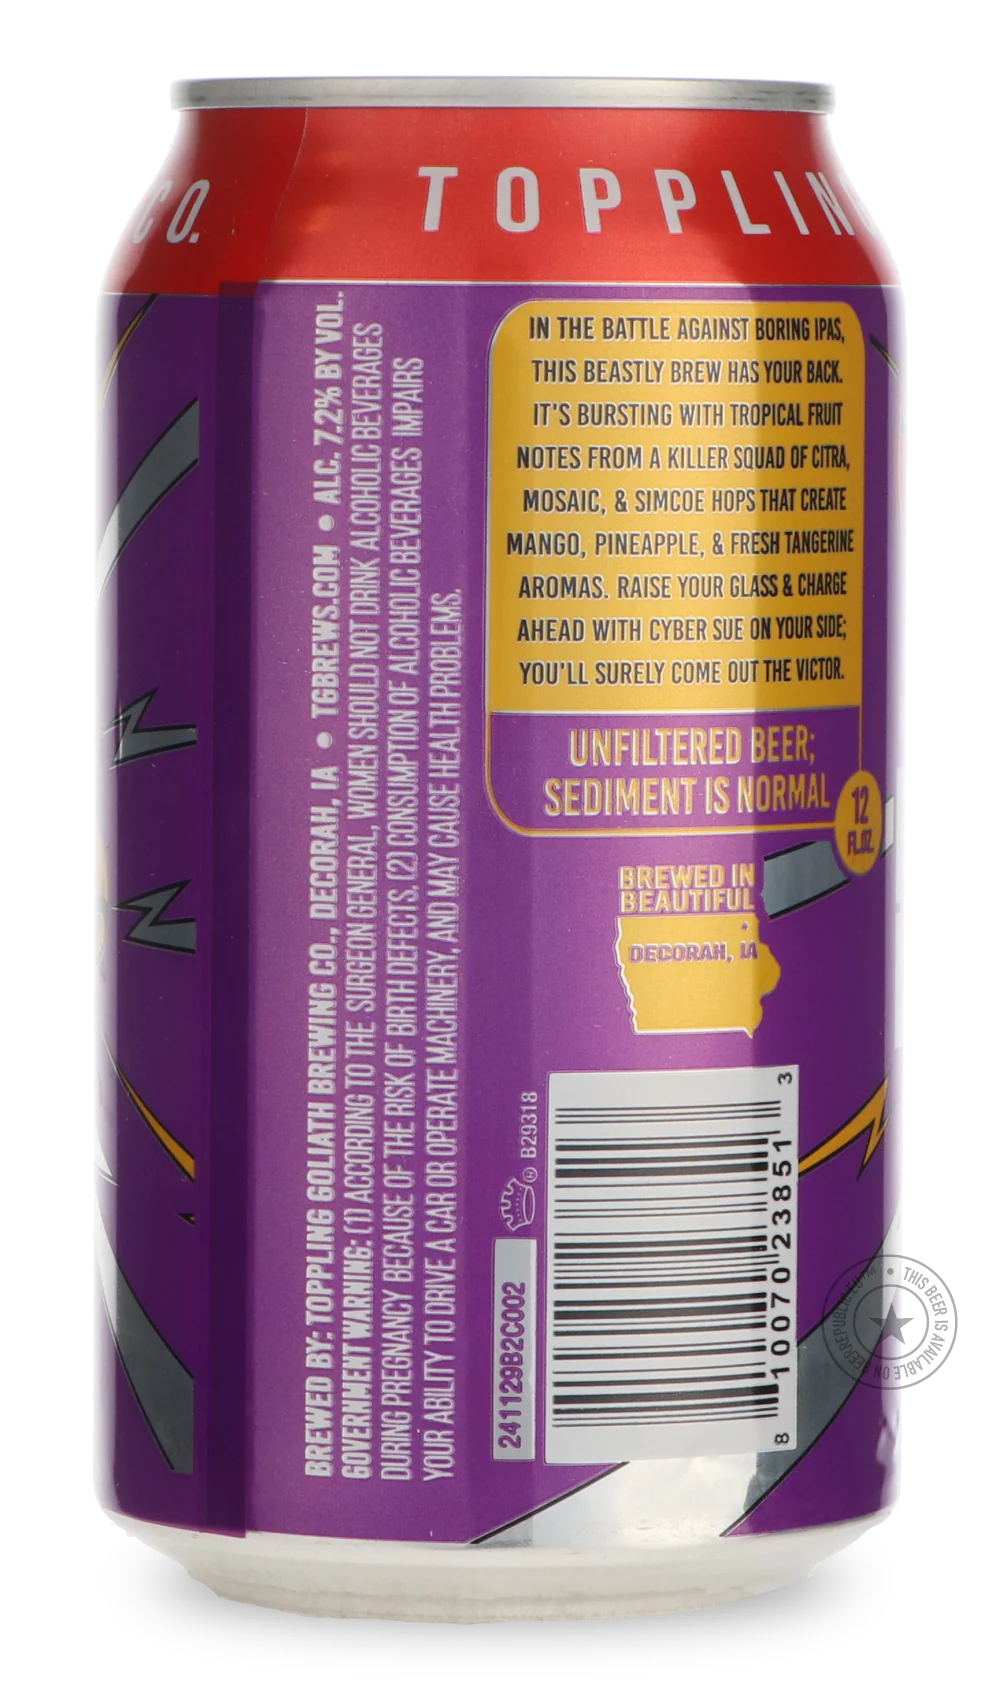 CO.
TOPPLING
BREWED BY: TOPPLING GOLIATH BREWING CO., DECORAH, IA • TGBREWS.COM • ALC. 7.2% BY VOL.
GOVERNMENT WARNING: (1) ACCORDING TO THE SURGEON GENERAL, WOMEN SHOULD NOT DRINK ALCOHOLIC BEVERAGES
DURING PREGNANCY BECAUSE OF THE RISK OF BIRTH DEFECTS. (2) CONSUMPTION OF ALCOHOLIC BEVERAGES IMPAIRS
YOUR ABILITY TO DRIVE A CAR OR OPERATE MACHINERY, AND MAY CAUSE HEALTH PROBLEMS.
IN THE BATTLE AGAINST BORING IPAS,
THIS BEASTLY BREW HAS YOUR BACK.
IT'S BURSTING WITH TROPICAL FRUIT
NOTES FROM A KILLER SQUAD OF CITRA,
MOSAIC, & SIMCOE HOPS THAT CREATE
MANGO, PINEAPPLE, & FRESH TANGERINE
AROMAS. RAISE YOUR GLASS & CHARGE
AHEAD WITH CYBER SUE ON YOUR SIDE;
YOU'LL SURELY COME OUT THE VICTOR.
UNFILTERED BEER;
SEDIMENT IS NORMAL
12
FL.OZ.
BREWED IN
BEAUTIFUL
DECORAH, IA
241129B2C002
® B29318
8 10070 23851 3
THIS BEER IS AVAILABLE ON BEERREPUBLIC.EU™